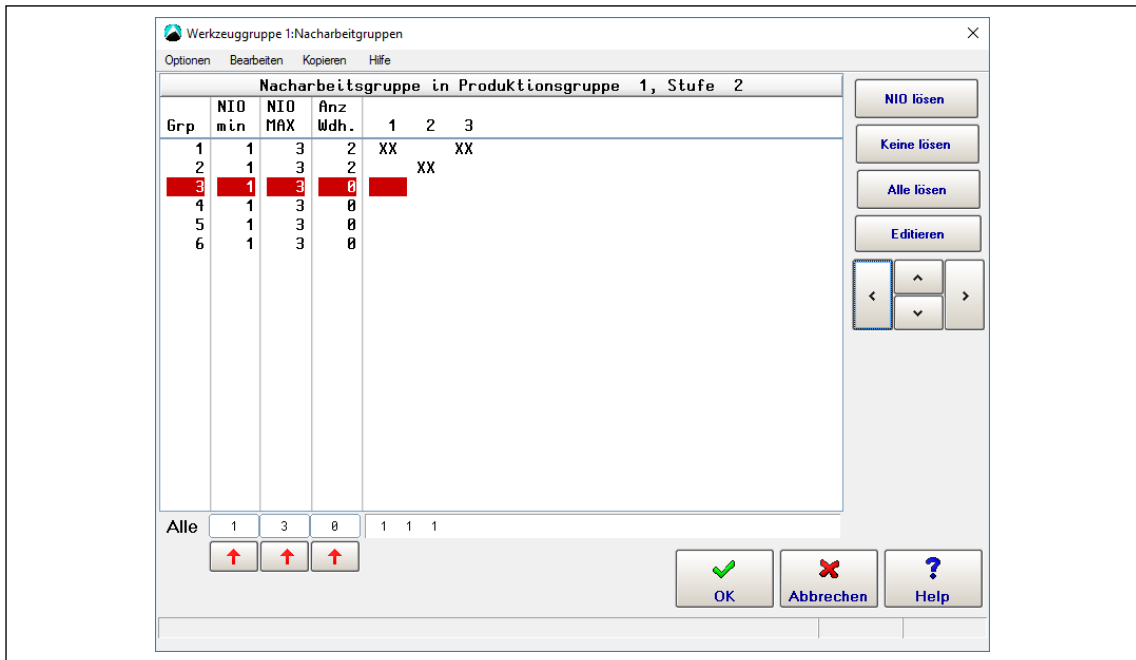 Werkzeuggruppe 1:Nacharbeitgruppen
Optionen Bearbeiten Kopieren Hilfe
Nacharbeitsgruppe in Produktionsgruppe 1, Stufe 2
NIO NIO Anz
Grp min MAX Wdh. 1 2 3
1 1 3 2 XX XX
2 1 3 2 XX
3 1 3 0
4 1 3 0
5 1 3 0
6 1 3 0
NIO lösen
Keine lösen
Alle lösen
Editieren
Alle 1 3 0 1 1 1
OK Abbrechen Help